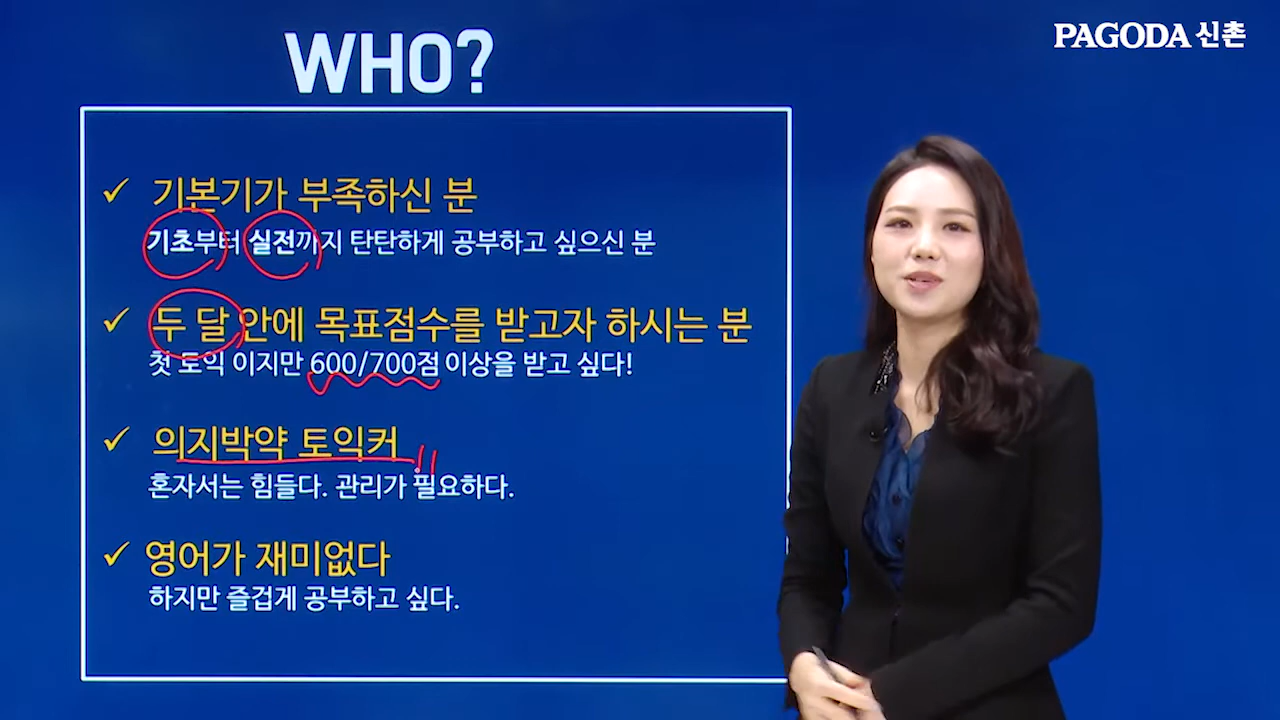 WHO?
PAGODA 신촌
✓ 기본기가 부족하신 분
기초부터 실전까지 탄탄하게 공부하고 싶으신 분
✓ 두 달 안에 목표점수를 받고자 하시는 분
첫 토익 이지만 600/700점 이상을 받고 싶다!
✓ 의지박약 토익커
혼자서는 힘들다. 관리가 필요하다.
✓ 영어가 재미없다
하지만 즐겁게 공부하고 싶다.